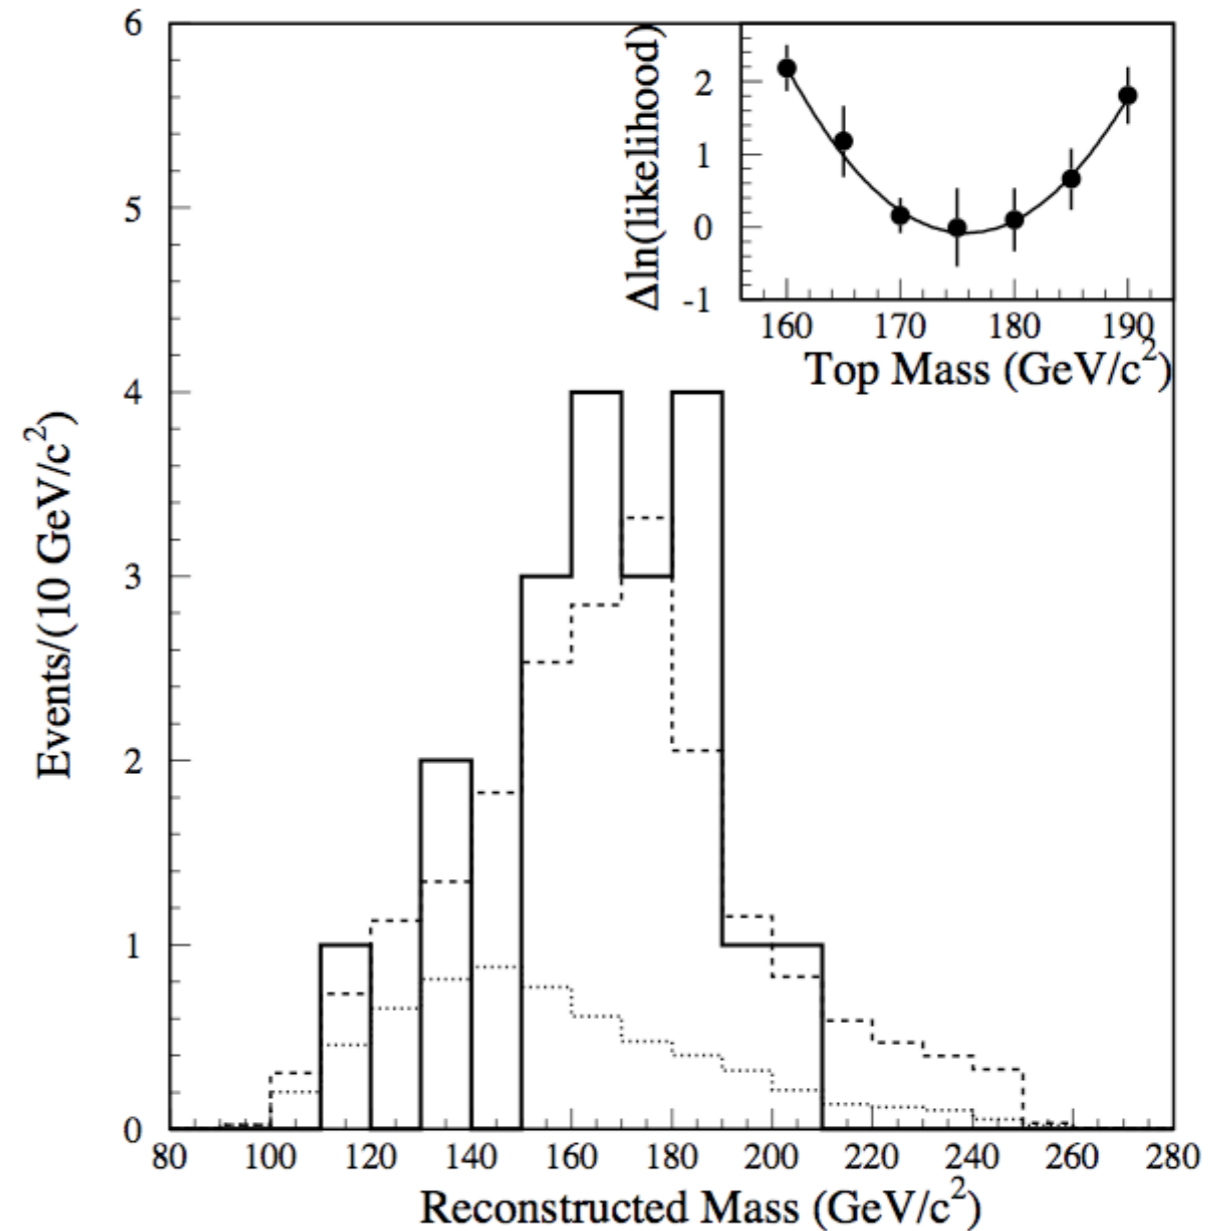 6
5
4
3
2
1
0
Events/(10 GeV/c²)
80 100 120 140 160 180 200 220 240 260 280
Reconstructed Mass (GeV/c²)
Δln(likelihood)
2
1
0
-1
160 170 180 190
Top Mass (GeV/c²)